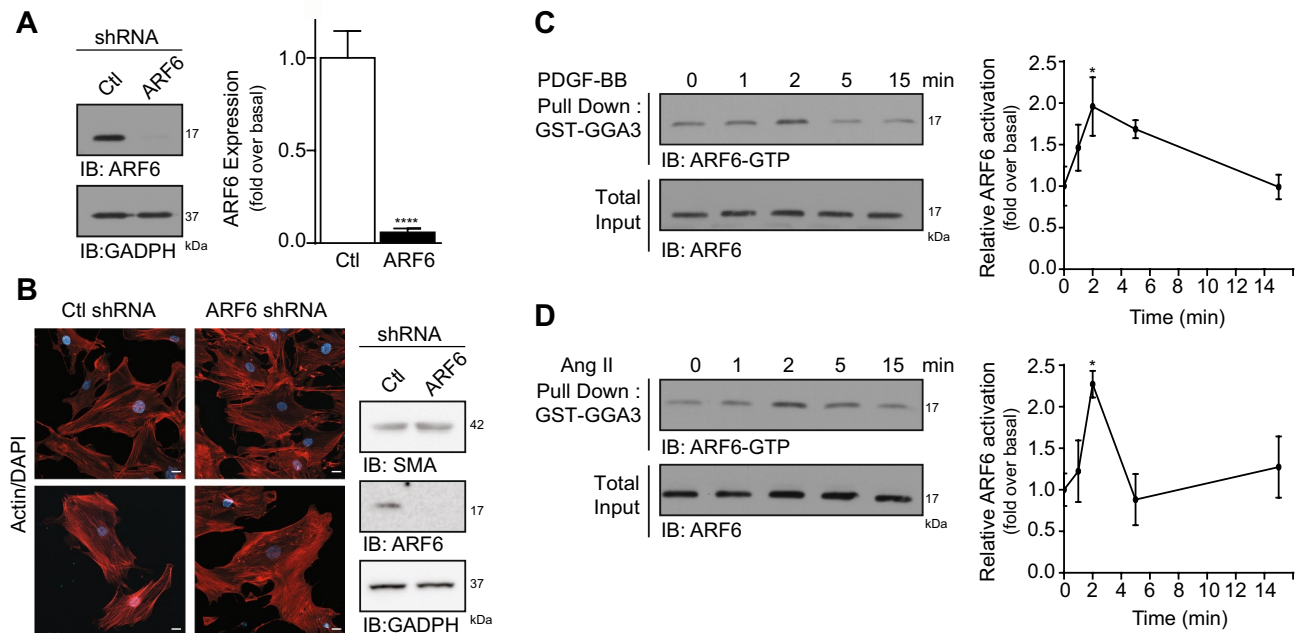 A
shRNA
Ctl ARF6
17
IB: ARF6
37
IB:GADPH kDa
ARF6 Expression
(fold over basal)
1.0
0.5
0.0
****
Ctl ARF6
B
Ctl shRNA ARF6 shRNA
Actin/DAPI
shRNA
Ctl ARF6
42
IB: SMA
17
IB: ARF6
37
IB:GADPH kDa
C
PDGF-BB 0 1 2 5 15 min
Pull Down :
GST-GGA3
17
IB: ARF6-GTP
Total
Input
17
kDa
IB: ARF6
Relative ARF6 activation
(fold over basal)
2.5
2.0
1.5
1.0
0.5
0.0
*
0 2 4 6 8 10 12 14
Time (min)
D
Ang II 0 1 2 5 15 min
Pull Down :
GST-GGA3
17
IB: ARF6-GTP
Total
Input
17
kDa
IB: ARF6
Relative ARF6 activation
(fold over basal)
2.5
2.0
1.5
1.0
0.5
0.0
*
0 2 4 6 8 10 12 14
Time (min)